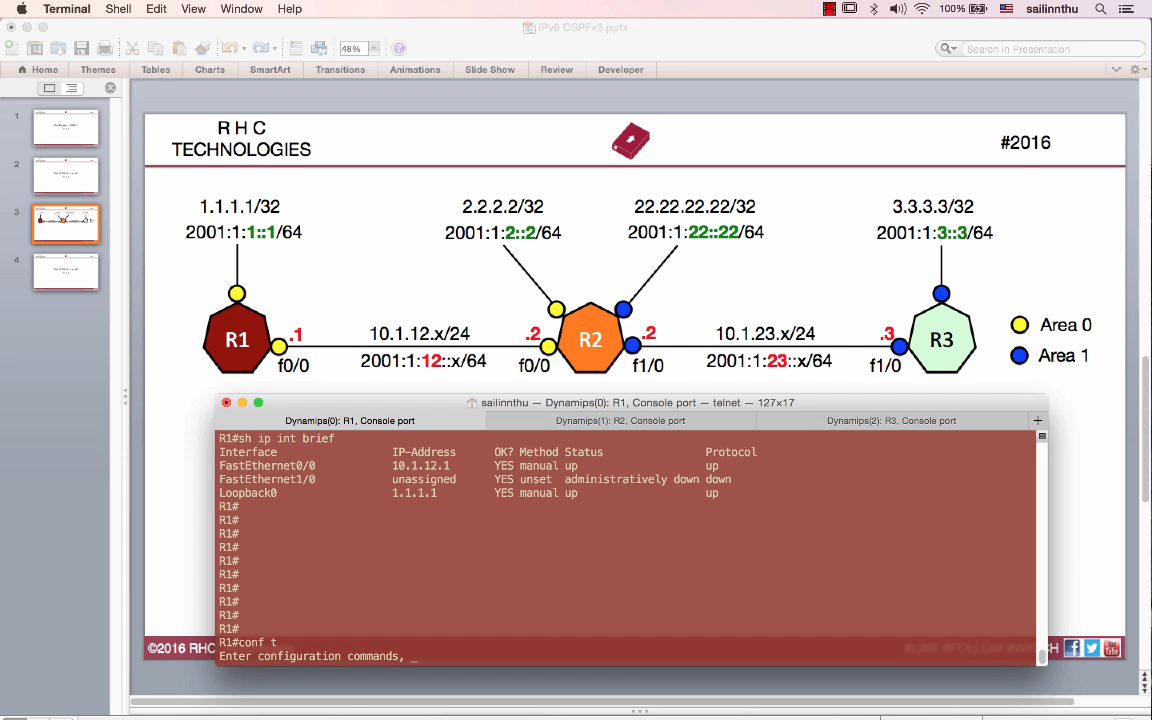 Terminal Shell Edit View Window Help 100% sailinnthu
IPv6 OSPFv3.pptx
48% Search in Presentation
Home Themes Tables Charts SmartArt Transitions Animations Slide Show Review Developer
1
2
3
4
R H C
TECHNOLOGIES
#2016
1.1.1.1/32 2.2.2.2/32 22.22.22.22/32 3.3.3.3/32
2001:1:1::1/64 2001:1:2::2/64 2001:1:22::22/64 2001:1:3::3/64
R1 .1 10.1.12.x/24 .2 R2 .2 10.1.23.x/24 .3 R3
f0/0 2001:1:12::x/64 f0/0 f1/0 2001:1:23::x/64 f1/0
Area 0
Area 1
sailinnthu — Dynamips(0): R1, Console port — telnet — 127×17
Dynamips(0): R1, Console port Dynamips(1): R2, Console port Dynamips(2): R3, Console port +
R1#sh ip int brief
Interface IP-Address OK? Method Status Protocol
FastEthernet0/0 10.1.12.1 YES manual up up
FastEthernet1/0 unassigned YES unset administratively down down
Loopback0 1.1.1.1 YES manual up up
R1#
R1#
R1#
R1#
R1#
R1#
R1#
R1#
R1#
R1#
R1#conf t
Enter configuration commands, _
©2016 RHC